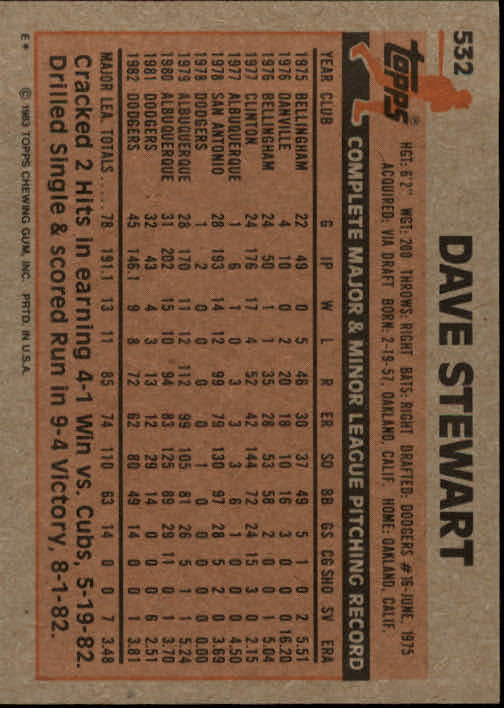 532
topps®
DAVE STEWART
HGT: 6'2" WGT: 200 THROWS: RIGHT BATS: RIGHT DRAFTED: DODGERS #16-JUNE, 1975
ACQUIRED: VIA DRAFT BORN: 2-19-57, OAKLAND, CALIF. HOME: OAKLAND, CALIF.
COMPLETE MAJOR & MINOR LEAGUE PITCHING RECORD
YEAR CLUB G IP W L R ER SO BB GS CG SHO SV ERA
1975 BELLINGHAM 22 49 0 5 46 30 37 49 5 1 0 2 5.51
1976 DANVILLE 4 10 0 2 20 18 10 16 3 0 0 0 16.20
1976 BELLINGHAM 24 50 1 1 35 28 53 58 2 0 0 1 5.04
1977 CLINTON 24 176 17 4 52 42 144 72 24 15 3 0 2.15
1977 ALBUQUERQUE 1 6 1 0 3 3 3 6 1 0 0 0 4.50
1978 SAN ANTONIO 28 193 14 12 99 79 130 97 28 5 2 0 3.69
1978 DODGERS 1 2 0 0 0 0 1 0 0 0 0 0 0.00
1979 ALBUQUERQUE 28 170 11 12 112 99 105 81 26 5 1 1 5.24
1980 ALBUQUERQUE 31 202 15 10 94 83 125 89 29 11 0 1 3.70
1981 DODGERS 32 43 4 3 13 12 29 14 0 0 0 6 2.51
1982 DODGERS 45 146.1 9 8 72 62 80 49 14 0 0 1 3.81
MAJOR LEA. TOTALS . . . . . 78 191.1 13 11 85 74 110 63 14 0 0 7 3.48
Cracked 2 Hits in earning 4-1 Win vs. Cubs, 5-19-82.
Drilled Single & scored Run in 9-4 Victory, 8-1-82.
E* © 1983 TOPPS CHEWING GUM, INC. PRTD. IN U.S.A.